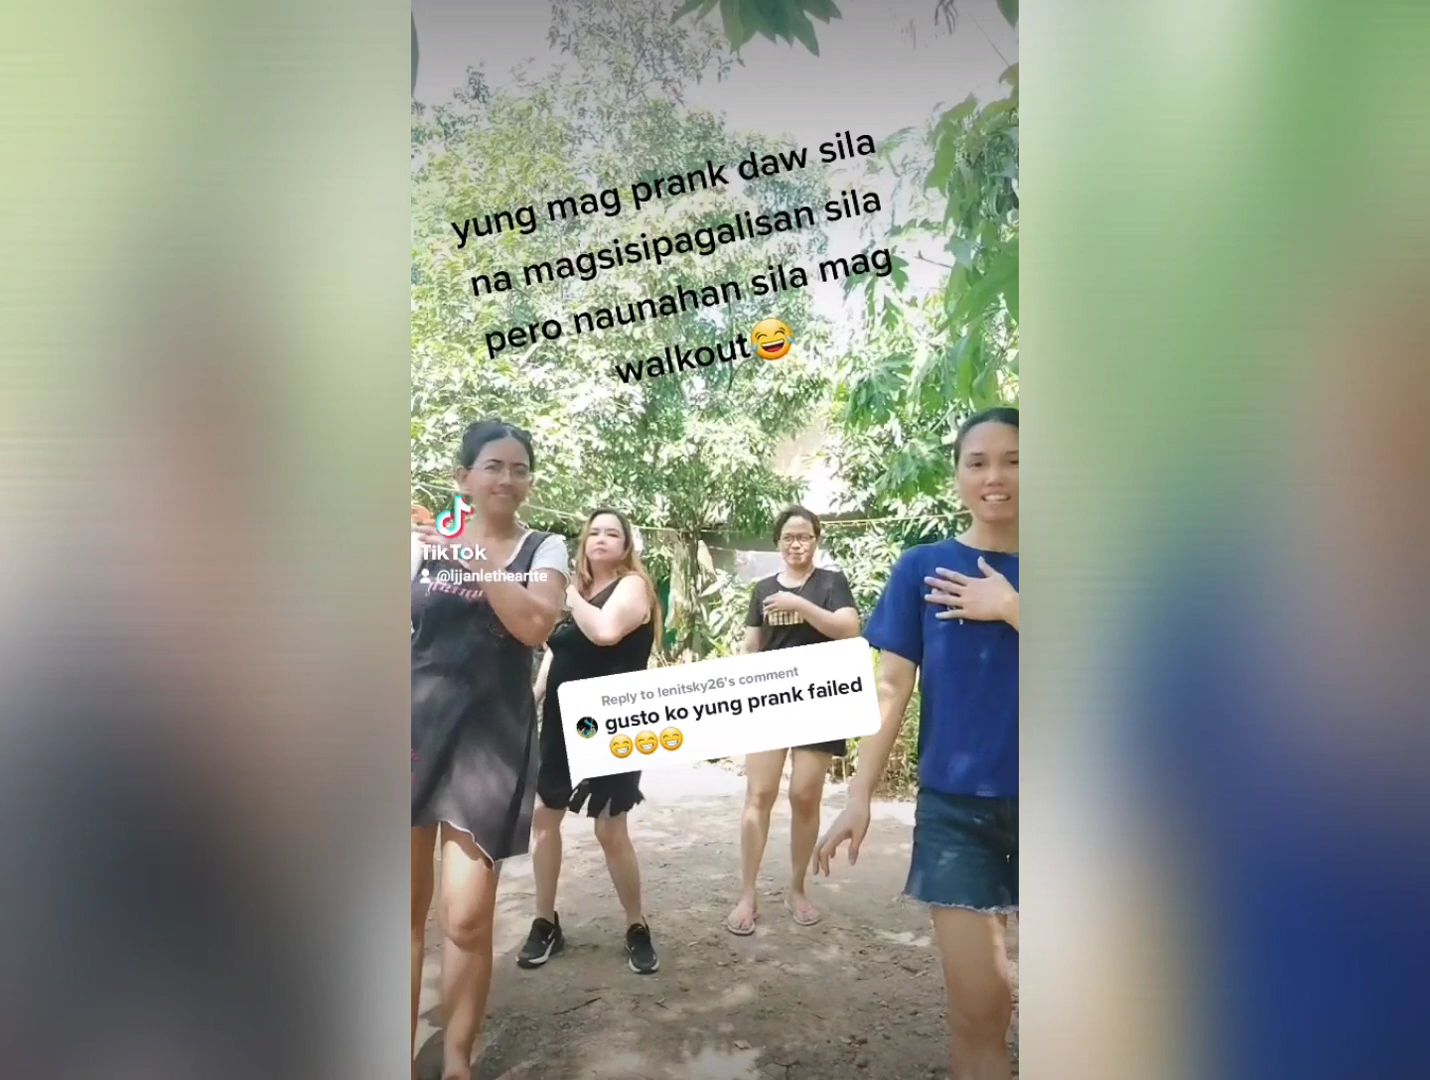 yung mag prank daw sila
na magsisipagalisan sila
pero naunahan sila mag
walkout😂
TikTok
@ljjanletheartte
Reply to lenitsky26's comment
gusto ko yung prank failed
😁😁😁